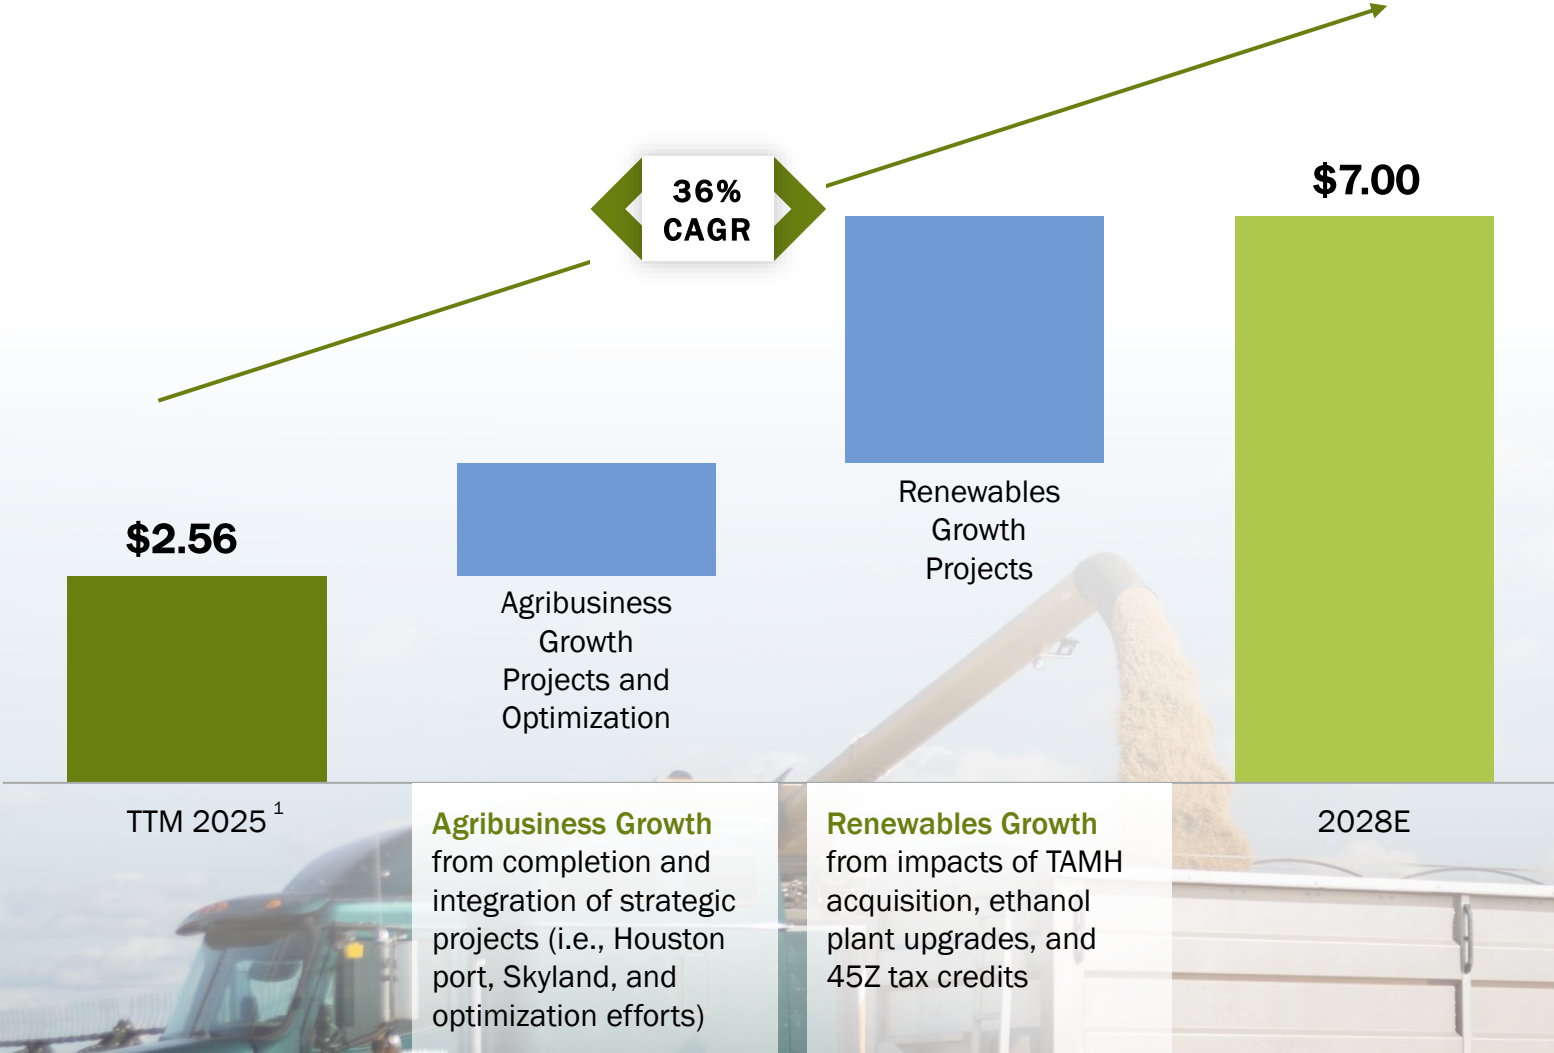 36%
CAGR
$7.00
$2.56
Renewables
Growth
Projects
Agribusiness
Growth
Projects and
Optimization
TTM 2025 1
Agribusiness Growth
from completion and
integration of strategic
projects (i.e., Houston
port, Skyland, and
optimization efforts)
Renewables Growth
from impacts of TAMH
acquisition, ethanol
plant upgrades, and
45Z tax credits
2028E